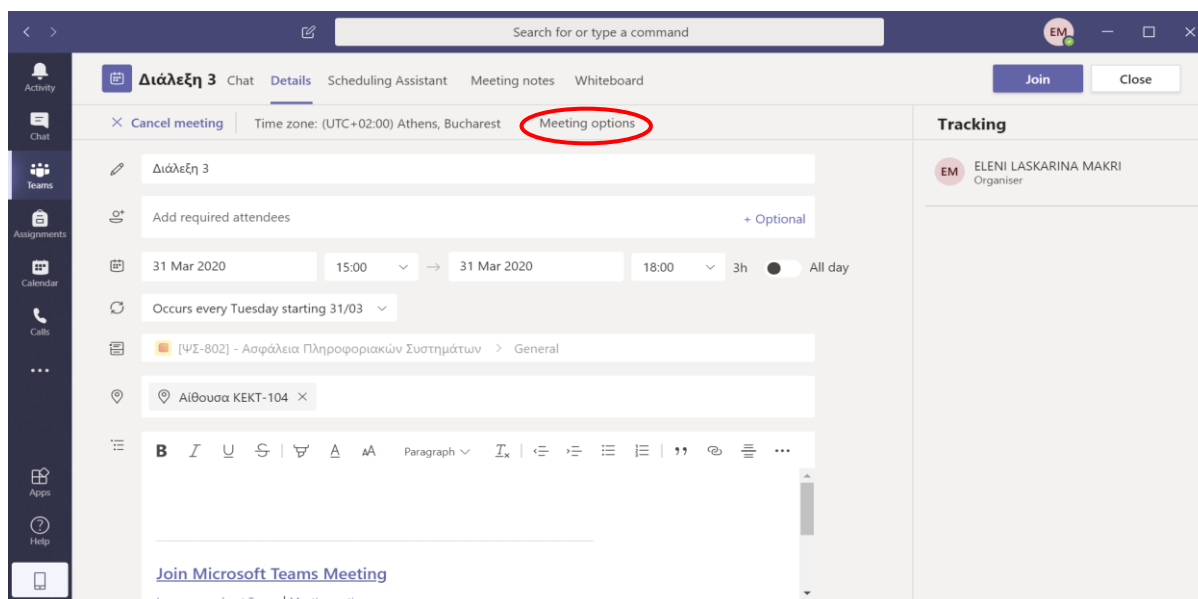 Search for or type a command
EM
Activity
Chat
Teams
Assignments
Calendar
Calls
Apps
Help
Διάλεξη 3 Chat Details Scheduling Assistant Meeting notes Whiteboard
Join Close
Cancel meeting Time zone: (UTC+02:00) Athens, Bucharest Meeting options
Διάλεξη 3
Add required attendees + Optional
31 Mar 2020 15:00 → 31 Mar 2020 18:00 3h All day
Occurs every Tuesday starting 31/03
[ΨΣ-802] - Ασφάλεια Πληροφοριακών Συστημάτων > General
Αίθουσα ΚΕΚΤ-104
B I U S A AA Paragraph Tx
Join Microsoft Teams Meeting
Tracking
EM ELENI LASKARINA MAKRI
Organiser